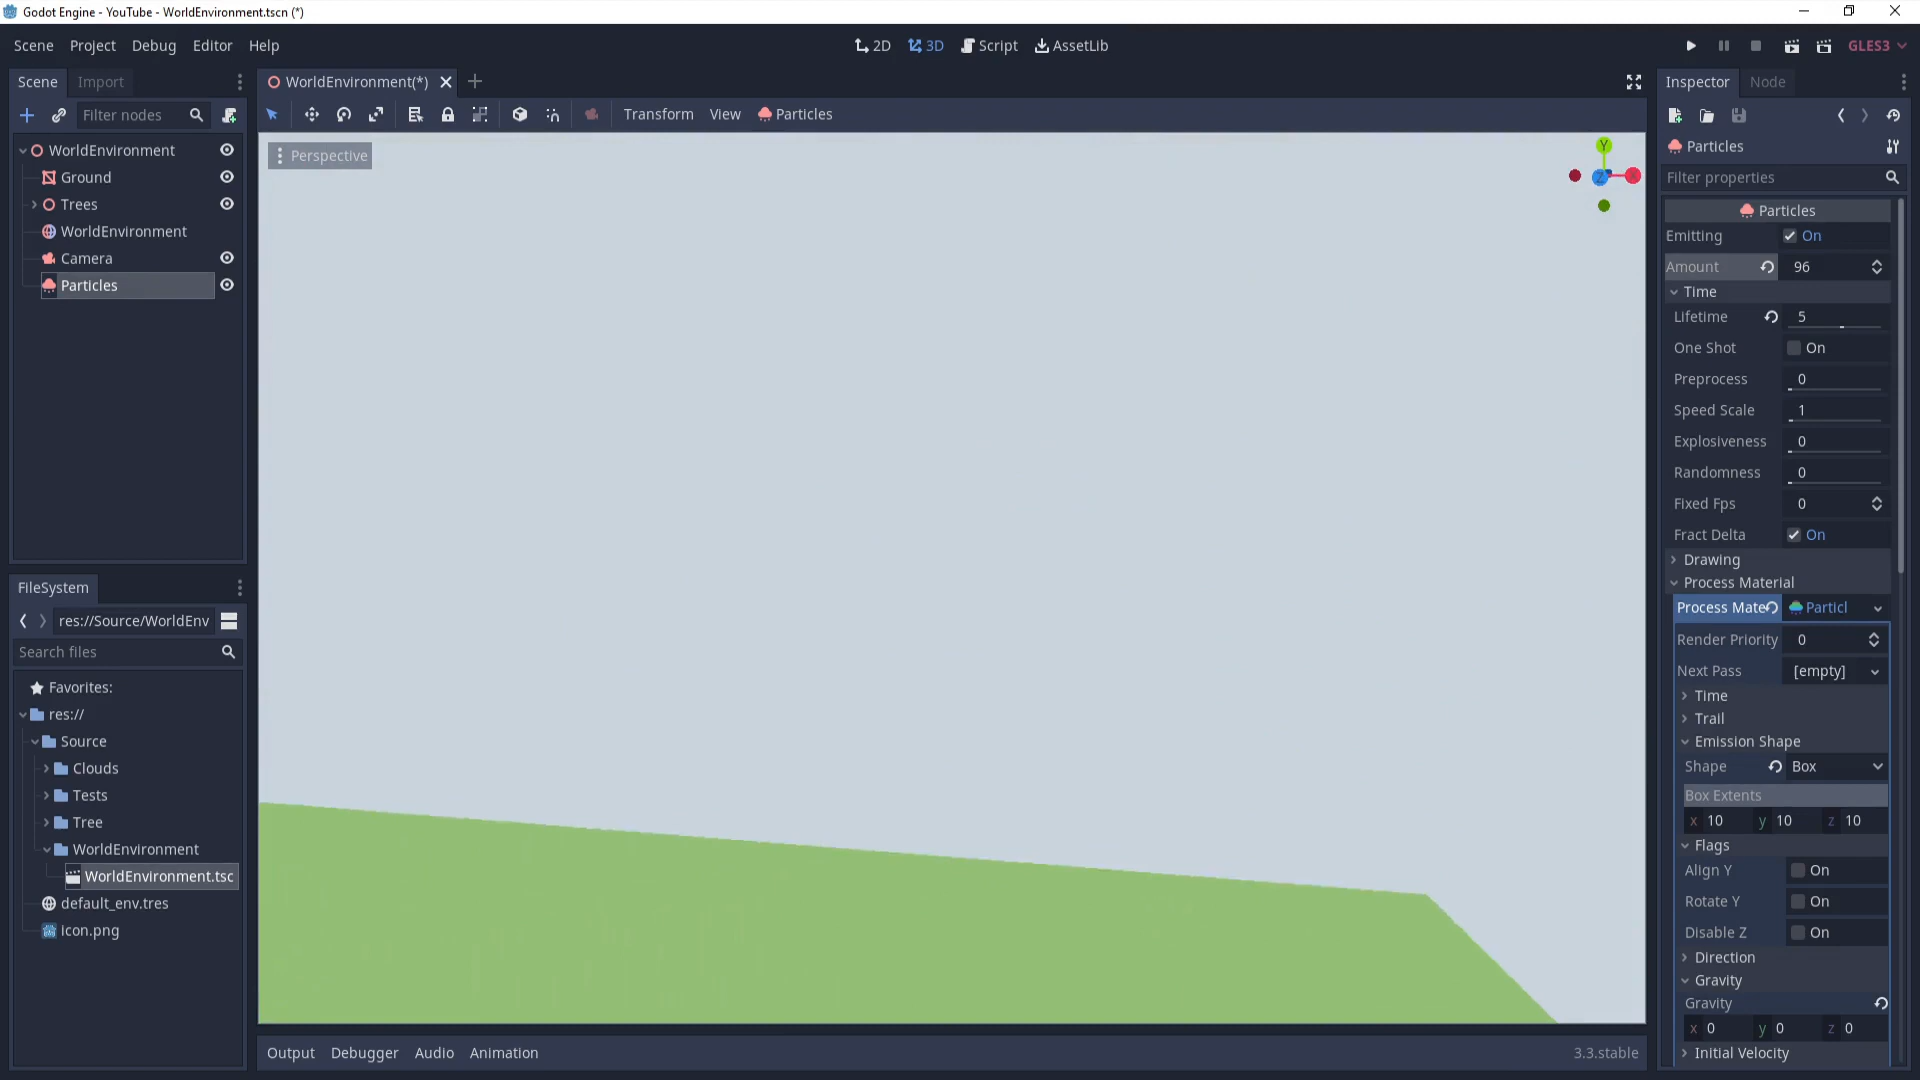 Godot Engine - YouTube - WorldEnvironment.tscn (*)
Scene Project Debug Editor Help
2D 3D Script AssetLib
GLES3
Scene Import
WorldEnvironment(*)
Inspector Node
Filter nodes
Transform View Particles
WorldEnvironment
Ground
Trees
WorldEnvironment
Camera
Particles
Perspective
Y
Z
X
Particles
Filter properties
Particles
Emitting On
Amount 96
Time
Lifetime 5
One Shot On
Preprocess 0
Speed Scale 1
Explosiveness 0
Randomness 0
Fixed Fps 0
Fract Delta On
Drawing
Process Material
Process Mate Particl
Render Priority 0
Next Pass [empty]
Time
Trail
Emission Shape
Shape Box
Box Extents
x 10 y 10 z 10
Flags
Align Y On
Rotate Y On
Disable Z On
Direction
Gravity
Gravity
x 0 y 0 z 0
Initial Velocity
FileSystem
res://Source/WorldEnv
Search files
Favorites:
res://
Source
Clouds
Tests
Tree
WorldEnvironment
WorldEnvironment.tsc
default_env.tres
icon.png
Output Debugger Audio Animation
3.3.stable